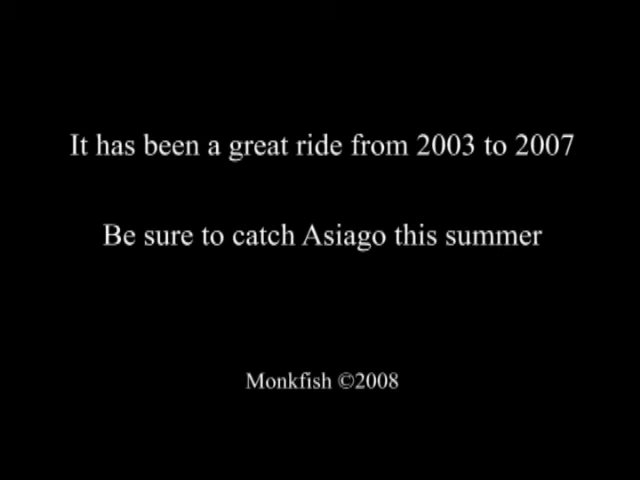 It has been a great ride from 2003 to 2007
Be sure to catch Asiago this summer
Monkfish ©2008